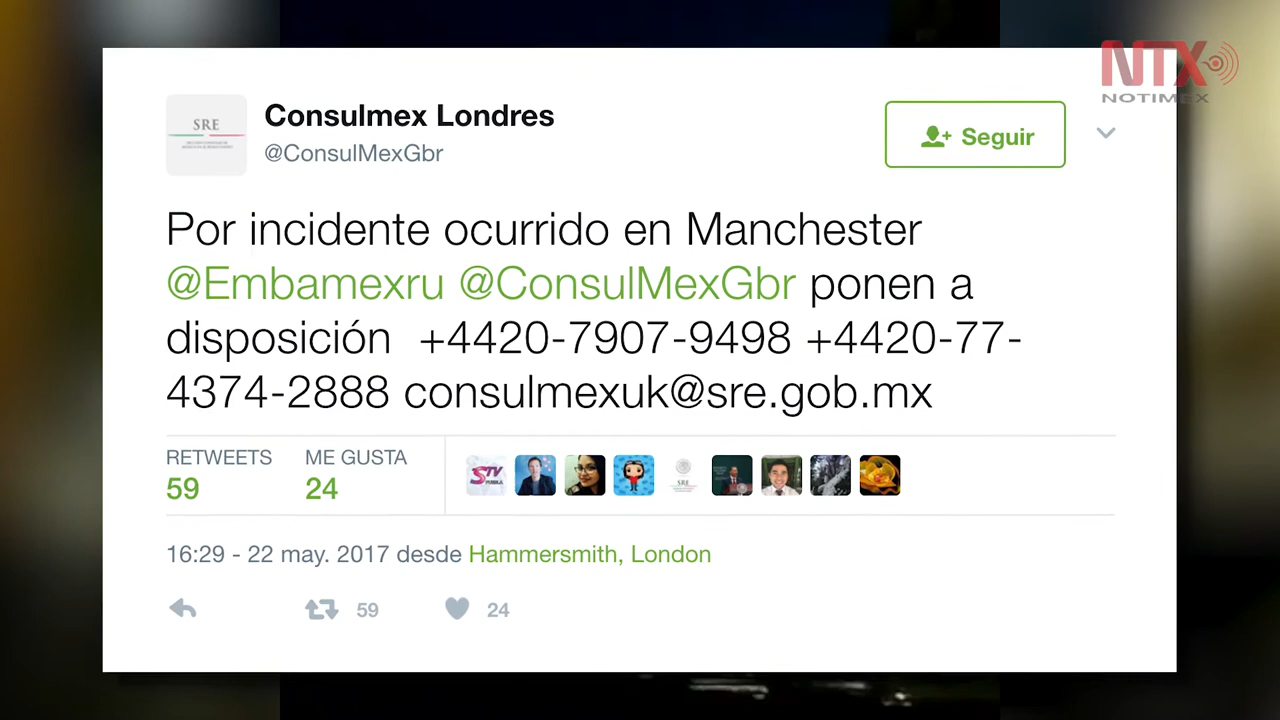 NTX
NOTIMEX
SRE
Consulmex Londres
@ConsulMexGbr
Seguir
Por incidente ocurrido en Manchester
@Embamexru @ConsulMexGbr ponen a
disposición +4420-7907-9498 +4420-77-
4374-2888 consulmexuk@sre.gob.mx
RETWEETS ME GUSTA
59 24
STV
SRE
16:29 - 22 may. 2017 desde Hammersmith, London
59 24